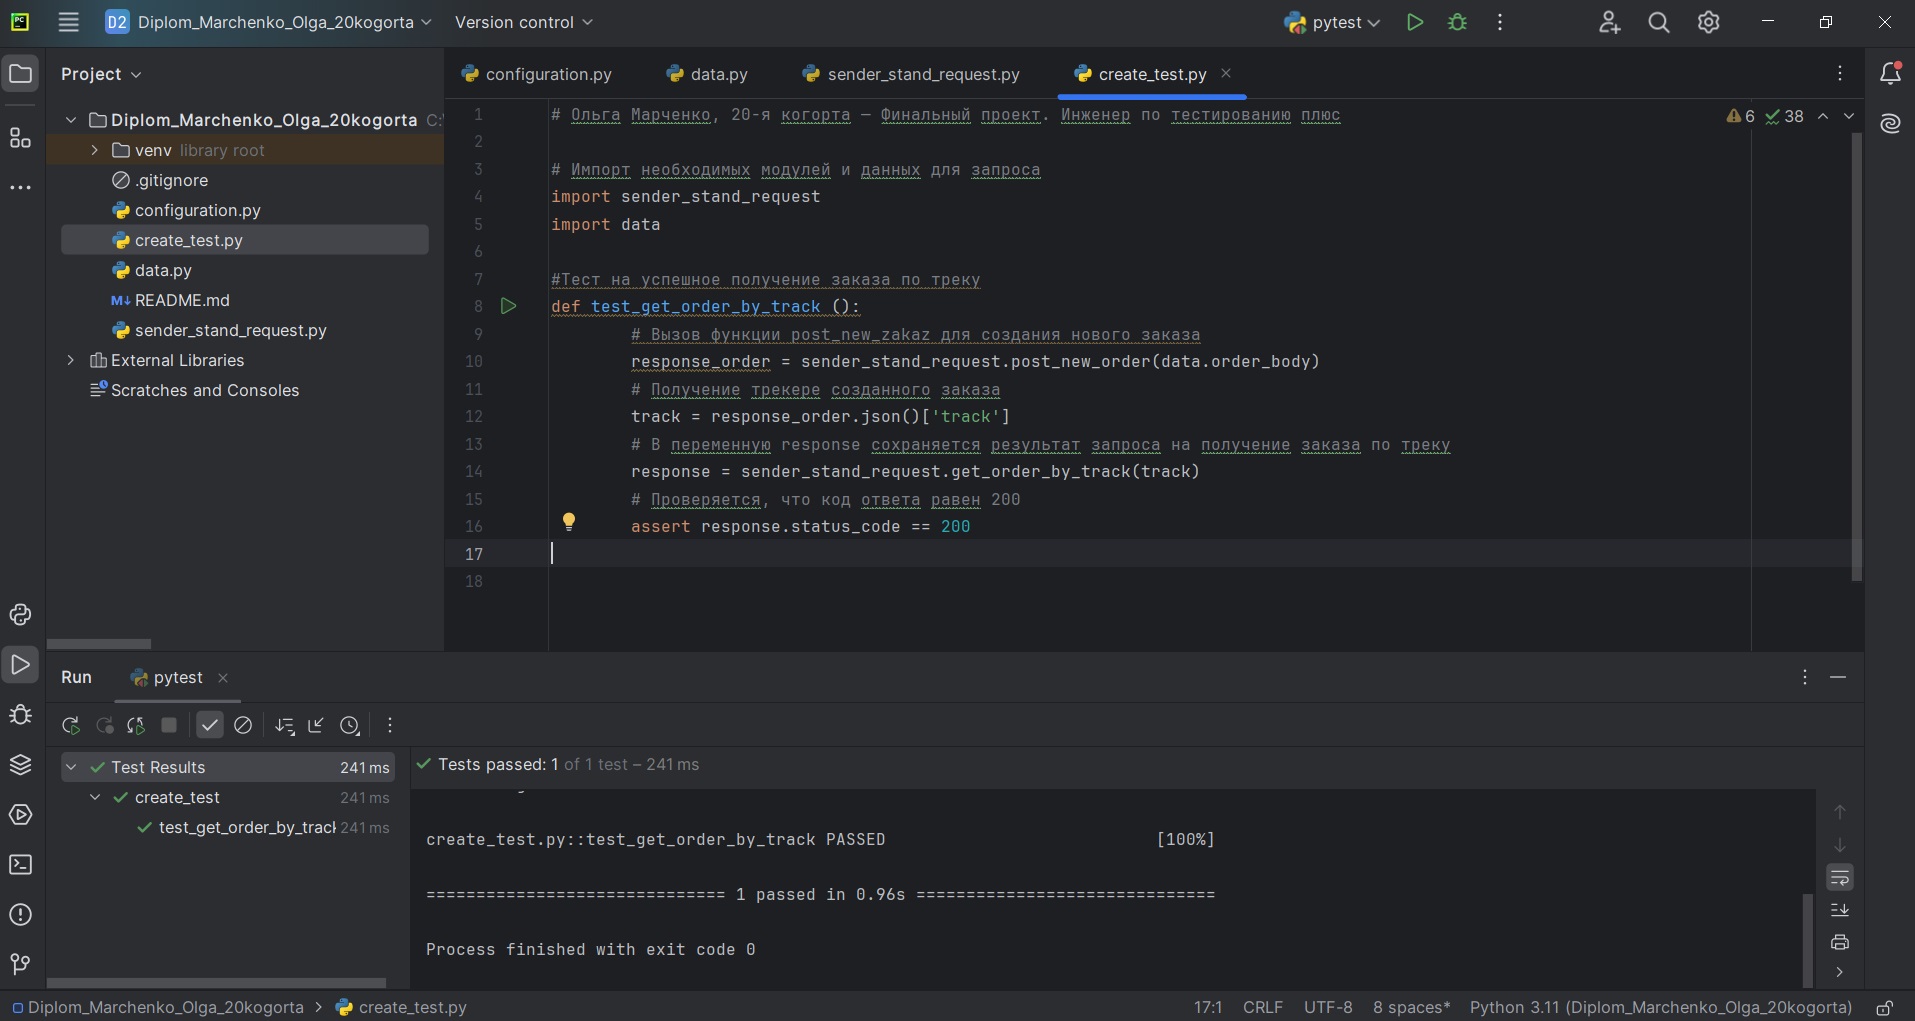 PC D2 Diplom_Marchenko_Olga_20kogorta Version control pytest
Project
configuration.py data.py sender_stand_request.py create_test.py
Diplom_Marchenko_Olga_20kogorta C:\
venv library root
.gitignore
configuration.py
create_test.py
data.py
M↓ README.md
sender_stand_request.py
External Libraries
Scratches and Consoles
6 38
1 # Ольга Марченко, 20-я когорта — Финальный проект. Инженер по тестированию плюс
2
3 # Импорт необходимых модулей и данных для запроса
4 import sender_stand_request
5 import data
6
7 #Тест на успешное получение заказа по треку
8 def test_get_order_by_track ():
9 # Вызов функции post_new_zakaz для создания нового заказа
10 response_order = sender_stand_request.post_new_order(data.order_body)
11 # Получение трекере созданного заказа
12 track = response_order.json()['track']
13 # В переменную response сохраняется результат запроса на получение заказа по треку
14 response = sender_stand_request.get_order_by_track(track)
15 # Проверяется, что код ответа равен 200
16 assert response.status_code == 200
17
18
Run pytest
Test Results 241 ms
create_test 241 ms
test_get_order_by_track 241 ms
Tests passed: 1 of 1 test – 241 ms
create_test.py::test_get_order_by_track PASSED [100%]
============================== 1 passed in 0.96s ==============================
Process finished with exit code 0
Diplom_Marchenko_Olga_20kogorta > create_test.py 17:1 CRLF UTF-8 8 spaces* Python 3.11 (Diplom_Marchenko_Olga_20kogorta)